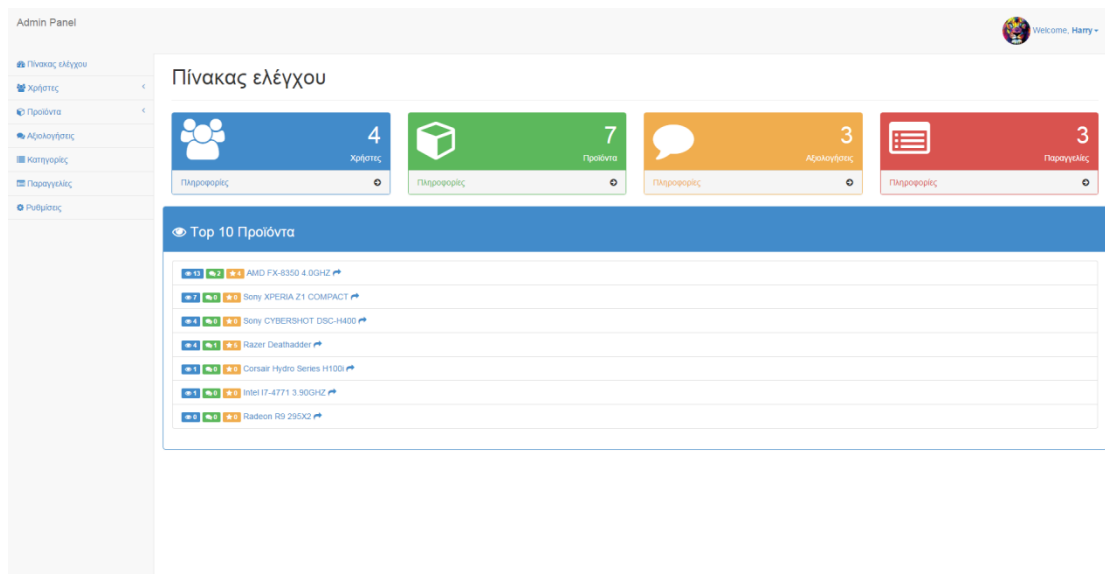 Admin Panel
Welcome, Harry
Πίνακας ελέγχου
Χρήστες
Προϊόντα
Αξιολογήσεις
Κατηγορίες
Παραγγελίες
Ρυθμίσεις
Πίνακας ελέγχου
4
Χρήστες
Πληροφορίες
7
Προϊόντα
Πληροφορίες
3
Αξιολογήσεις
Πληροφορίες
3
Παραγγελίες
Πληροφορίες
Top 10 Προϊόντα
13 2 4 AMD FX-8350 4.0GHZ
7 0 0 Sony XPERIA Z1 COMPACT
4 0 0 Sony CYBERSHOT DSC-H400
4 1 5 Razer Deathadder
1 0 0 Corsair Hydro Series H100i
1 0 0 Intel I7-4771 3.90GHZ
0 0 0 Radeon R9 295X2